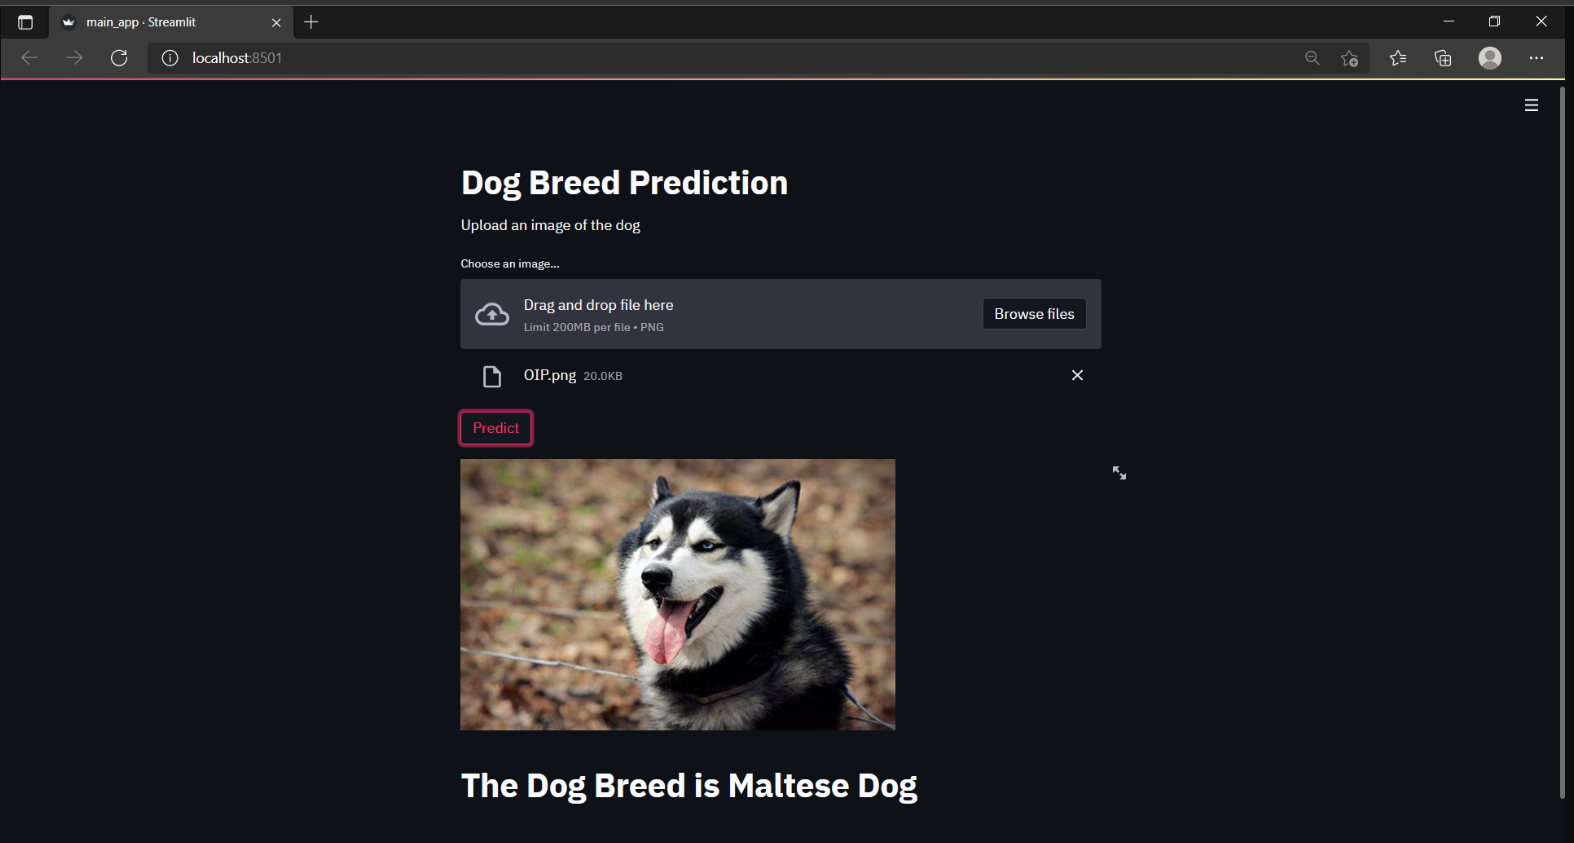 main_app · Streamlit
localhost:8501
Dog Breed Prediction
Upload an image of the dog
Choose an image...
Drag and drop file here
Limit 200MB per file • PNG
Browse files
OIP.png 20.0KB
Predict
The Dog Breed is Maltese Dog